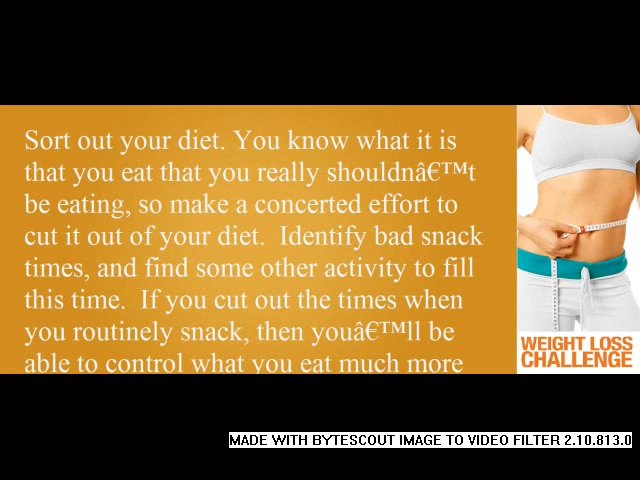 Sort out your diet. You know what it is
that you eat that you really shouldnâ€™t
be eating, so make a concerted effort to
cut it out of your diet.  Identify bad snack
times, and find some other activity to fill
this time.  If you cut out the times when
you routinely snack, then youâ€™ll be
able to control what you eat much more
WEIGHT LOSS
CHALLENGE
MADE WITH BYTESCOUT IMAGE TO VIDEO FILTER 2.10.813.0